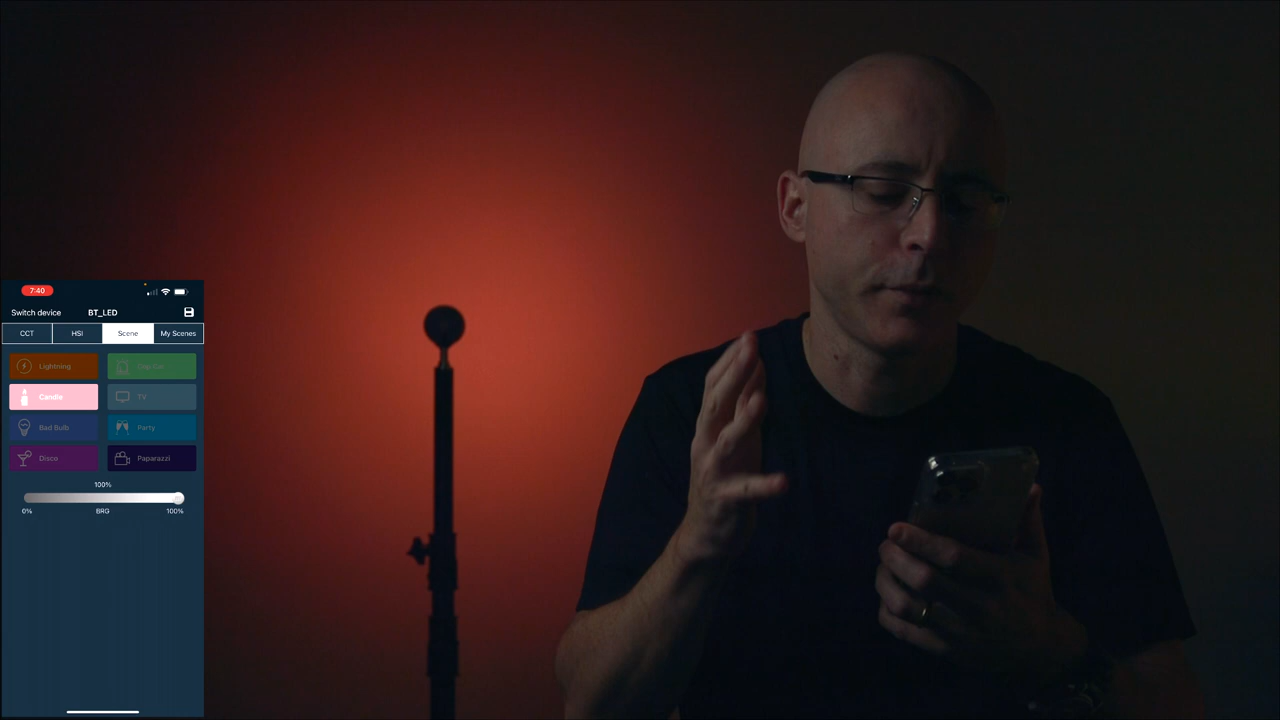 7:40
Switch device BT_LED
CCT HSI Scene My Scenes
Lightning
Candle TV
Bad Bulb Party
Disco Paparazzi
100%
0% BRG 100%